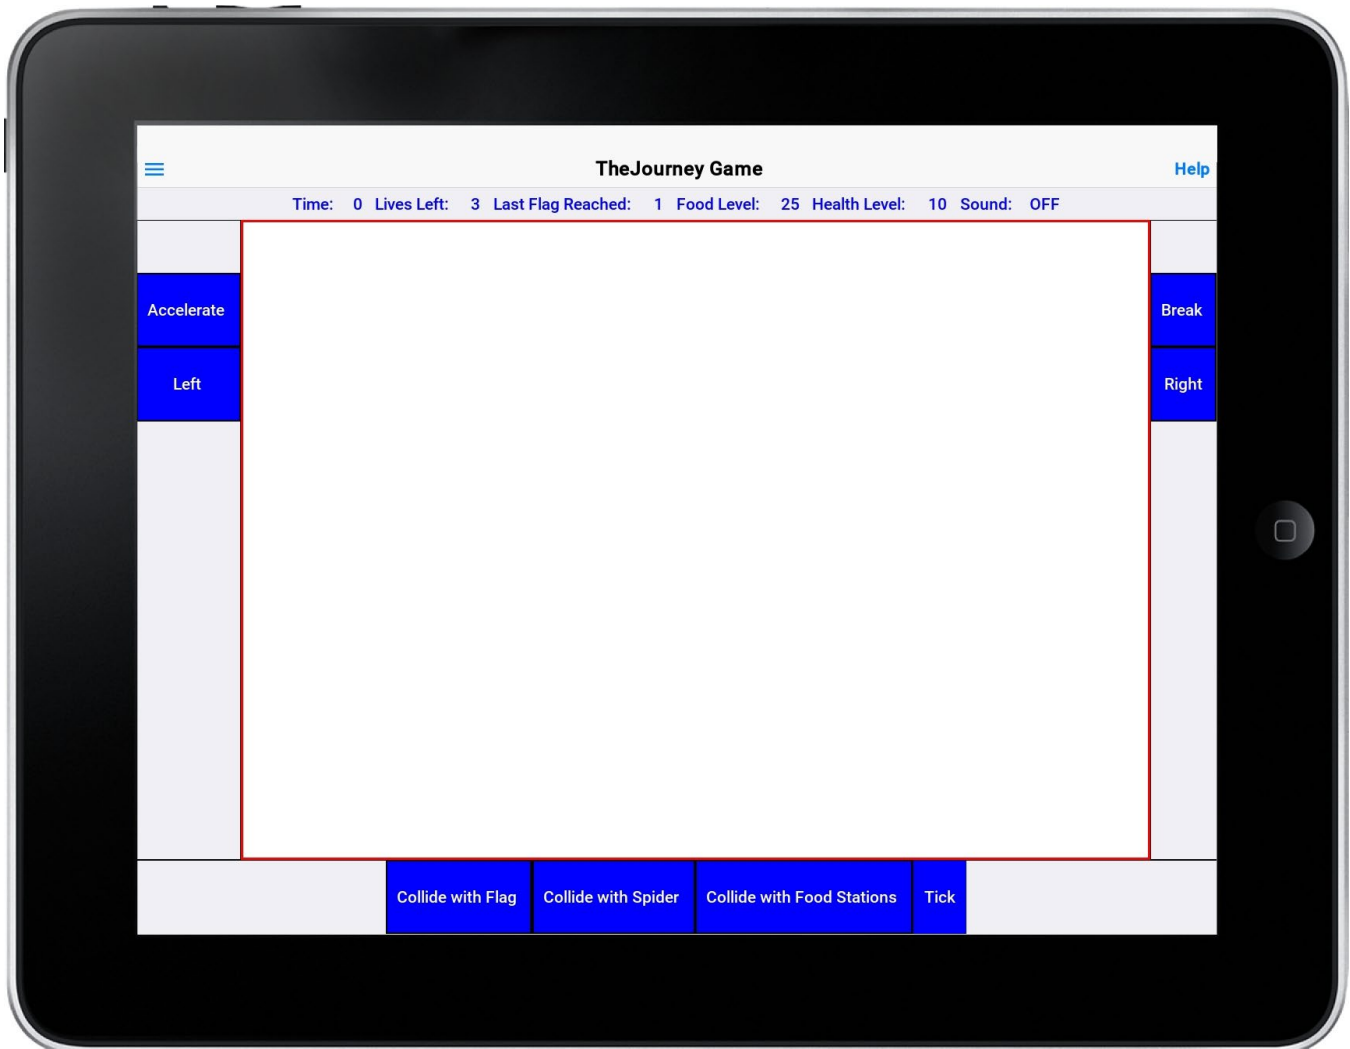 TheJourney Game
Help
Time: 0 Lives Left: 3 Last Flag Reached: 1 Food Level: 25 Health Level: 10 Sound: OFF
Accelerate
Break
Left
Right
Collide with Flag
Collide with Spider
Collide with Food Stations
Tick